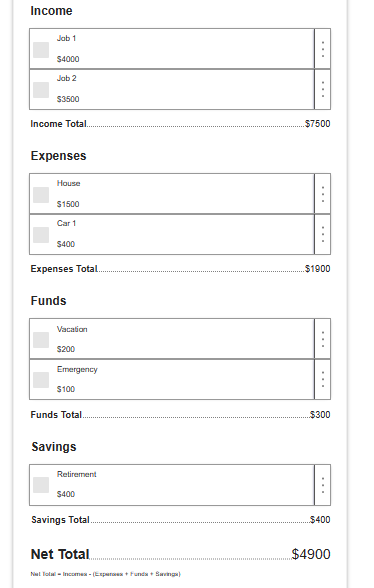 Income
Job 1
$4000
Job 2
$3500
Income Total $7500
Expenses
House
$1500
Car 1
$400
Expenses Total $1900
Funds
Vacation
$200
Emergency
$100
Funds Total $300
Savings
Retirement
$400
Savings Total $400
Net Total $4900
Net Total = Incomes - (Expenses + Funds + Savings)